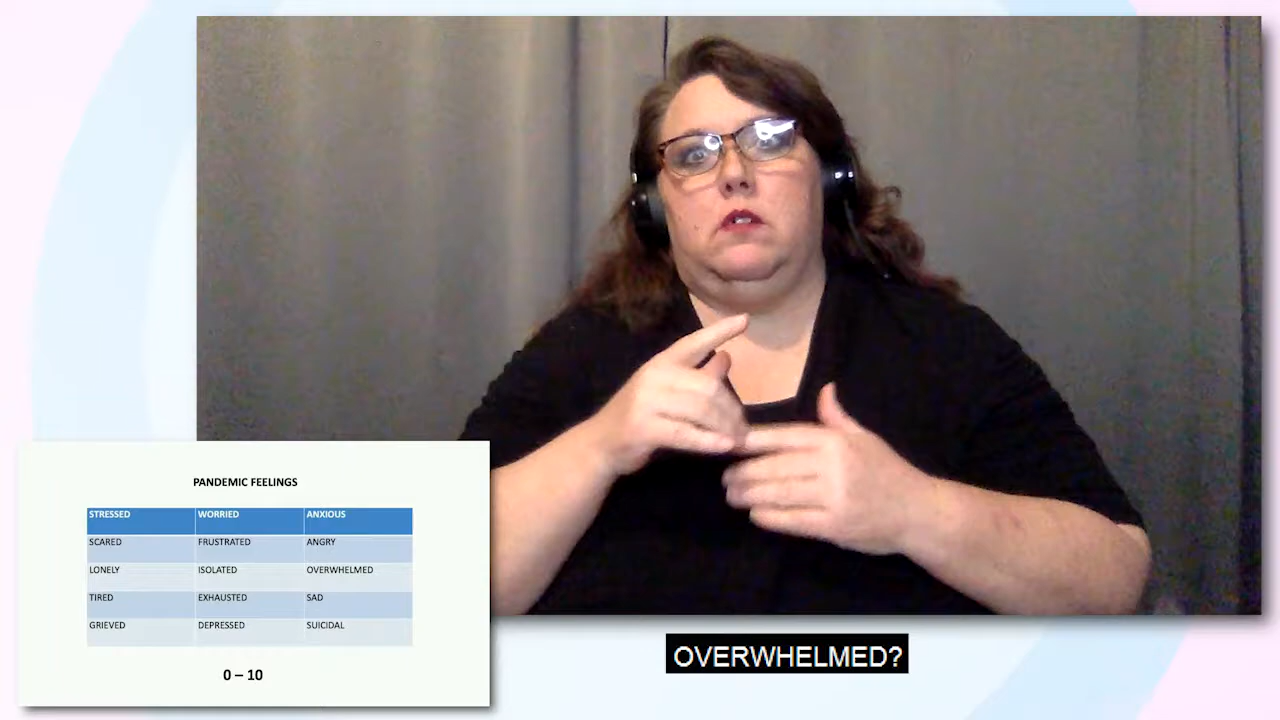 PANDEMIC FEELINGS
STRESSED WORRIED ANXIOUS
SCARED FRUSTRATED ANGRY
LONELY ISOLATED OVERWHELMED
TIRED EXHAUSTED SAD
GRIEVED DEPRESSED SUICIDAL
0 – 10
OVERWHELMED?